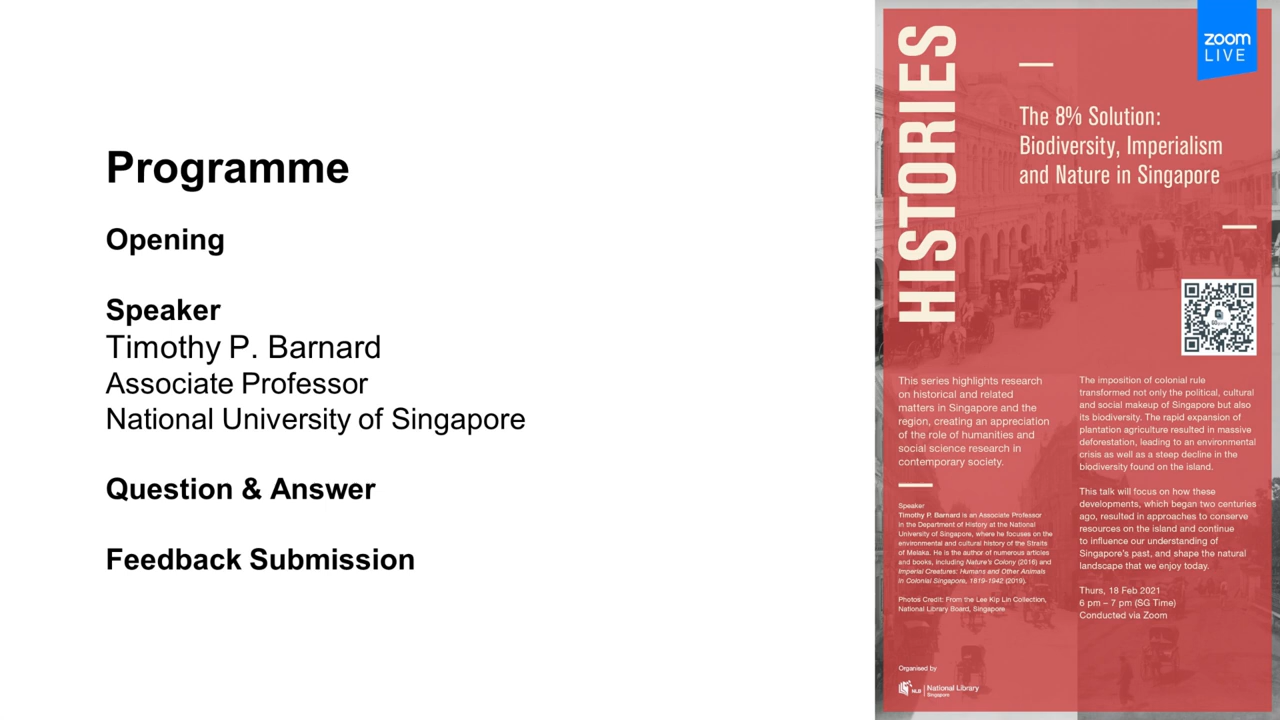 Programme
Opening
Speaker
Timothy P. Barnard
Associate Professor
National University of Singapore
Question & Answer
Feedback Submission
HISTORIES
zoom
LIVE
The 8% Solution:
Biodiversity, Imperialism
and Nature in Singapore
This series highlights research
on historical and related
matters in Singapore and the
region, creating an appreciation
of the role of humanities and
social science research in
contemporary society.
Speaker
Timothy P. Barnard is an Associate Professor
in the Department of History at the National
University of Singapore, where he focuses on the
environmental and cultural history of the Straits
of Melaka. He is the author of numerous articles
and books, including Nature's Colony (2016) and
Imperial Creatures: Humans and Other Animals
in Colonial Singapore, 1819-1942 (2019).
Photos Credit: From the Lee Kip Lin Collection,
National Library Board, Singapore
Organised by
NLB National Library
Singapore
The imposition of colonial rule
transformed not only the political, cultural
and social makeup of Singapore but also
its biodiversity. The rapid expansion of
plantation agriculture resulted in massive
deforestation, leading to an environmental
crisis as well as a steep decline in the
biodiversity found on the island.
This talk will focus on how these
developments, which began two centuries
ago, resulted in approaches to conserve
resources on the island and continue
to influence our understanding of
Singapore's past, and shape the natural
landscape that we enjoy today.
Thurs, 18 Feb 2021
6 pm – 7 pm (SG Time)
Conducted via Zoom